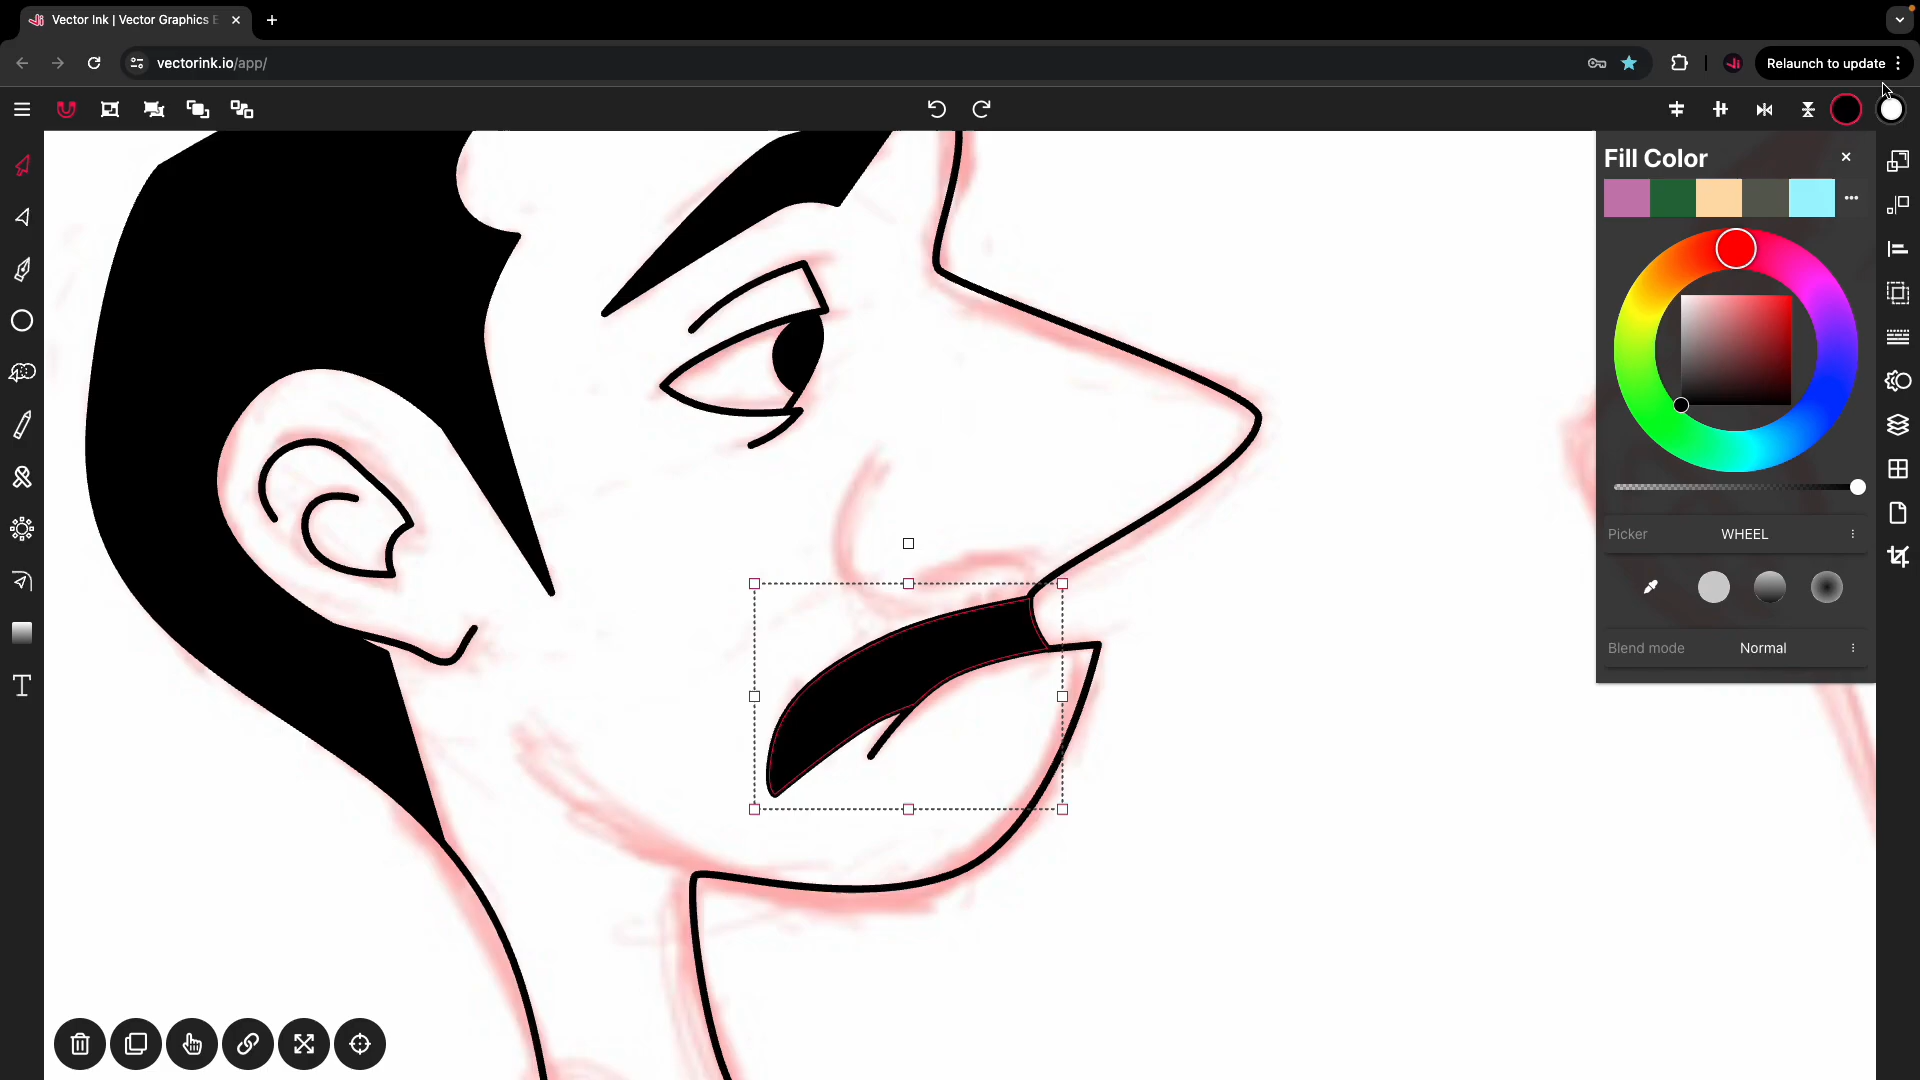 Vector Ink | Vector Graphics E
vectorink.io/app/
Relaunch to update
Fill Color
Picker WHEEL
Blend mode Normal